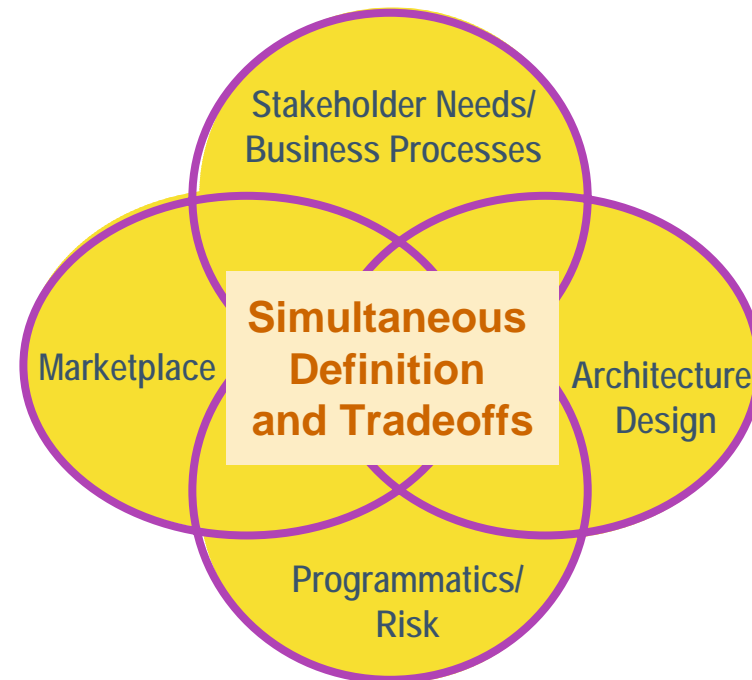 Stakeholder Needs/
Business Processes
Simultaneous
Definition
and Tradeoffs
Marketplace
Architecture
Design
Programmatics/
Risk